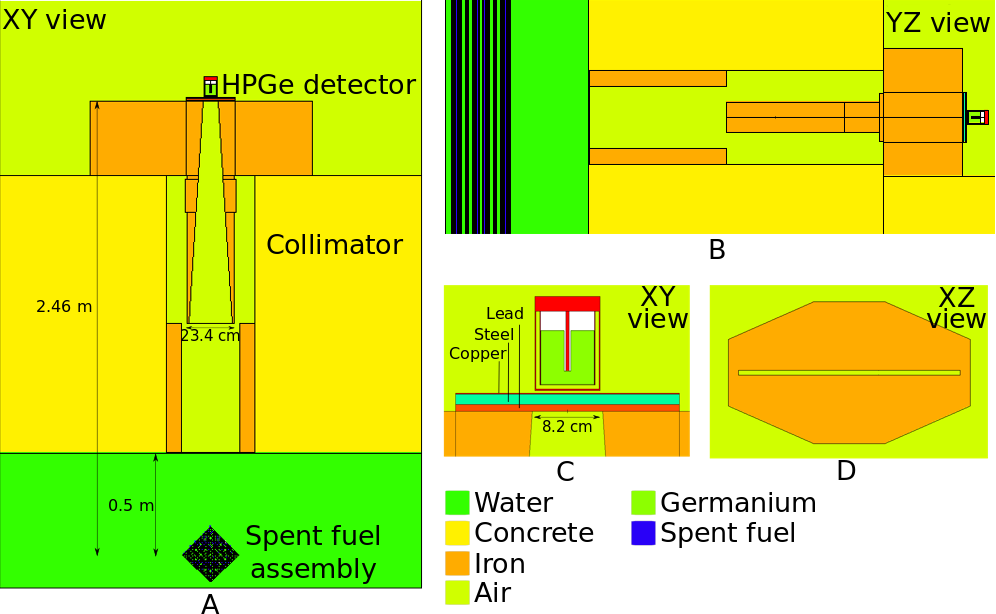 XY view
HPGe detector
Collimator
2.46 m
23.4 cm
0.5 m
Spent fuel
assembly
A
YZ view
B
XY
view
Lead
Steel
Copper
8.2 cm
C
XZ
view
D
Water
Concrete
Iron
Air
Germanium
Spent fuel